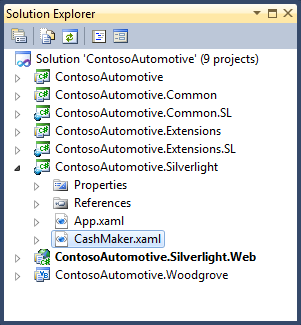 Solution Explorer
Solution 'ContosoAutomotive' (9 projects)
ContosoAutomotive
ContosoAutomotive.Common
ContosoAutomotive.Common.SL
ContosoAutomotive.Extensions
ContosoAutomotive.Extensions.SL
ContosoAutomotive.Silverlight
Properties
References
App.xaml
CashMaker.xaml
ContosoAutomotive.Silverlight.Web
ContosoAutomotive.Woodgrove